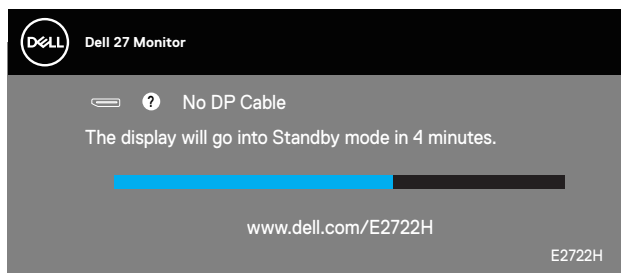 DELL
Dell 27 Monitor
? No DP Cable
The display will go into Standby mode in 4 minutes.
www.dell.com/E2722H
E2722H